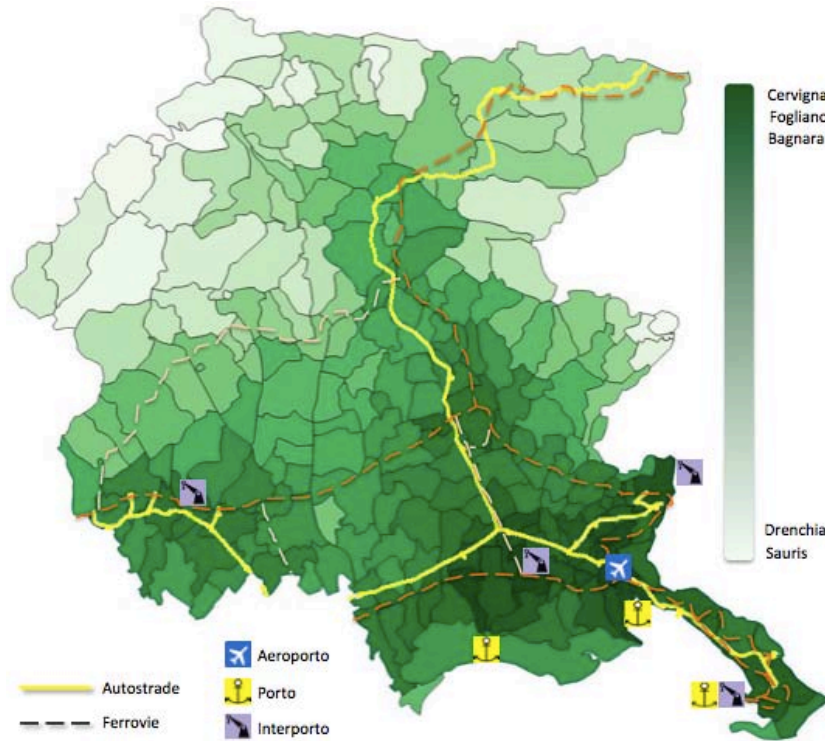 Cervigna
Fogliano
Bagnara
Drenchia
Sauris
Aeroporto
Autostrade
Porto
Ferrovie
Interporto